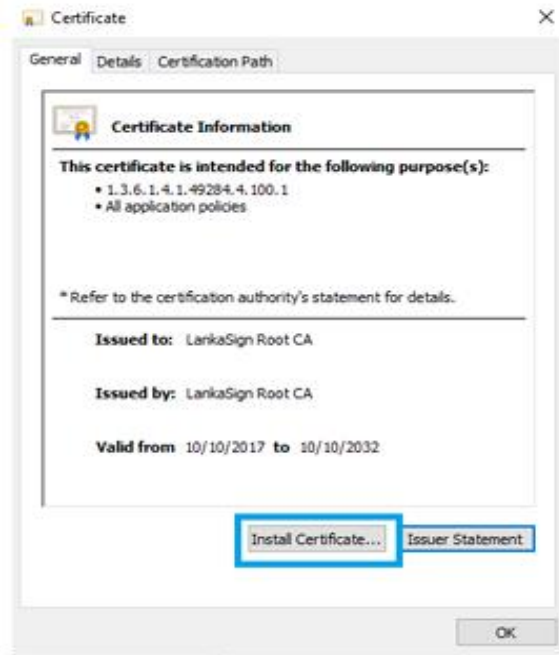 Certificate
General Details Certification Path
Certificate Information
This certificate is intended for the following purpose(s):
• 1.3.6.1.4.1.49284.4.100.1
• All application policies
* Refer to the certification authority's statement for details.
Issued to: LankaSign Root CA
Issued by: LankaSign Root CA
Valid from 10/10/2017 to 10/10/2032
Install Certificate... Issuer Statement
OK